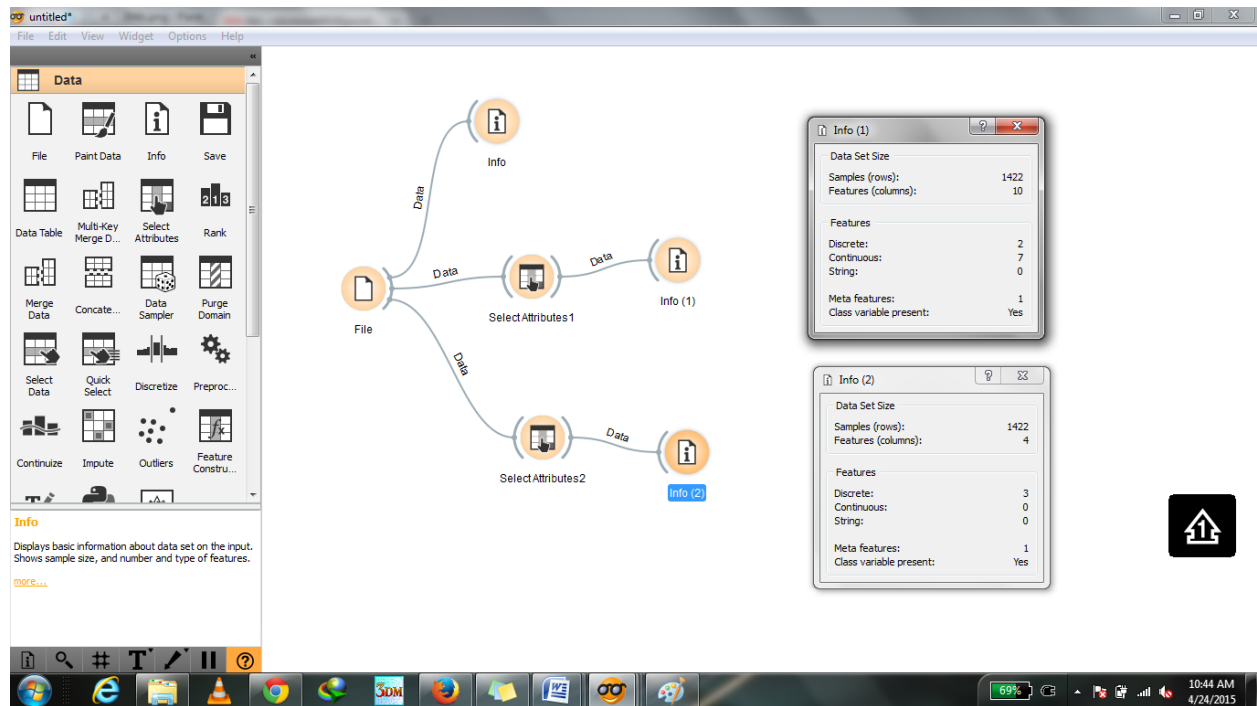 untitled*
File Edit View Widget Options Help
Data
File Paint Data Info Save
Data Table Multi-Key Merge D... Select Attributes Rank
Merge Data Concate... Data Sampler Purge Domain
Select Data Quick Select Discretize Preproc...
Continuize Impute Outliers Feature Constru...
Info
Displays basic information about data set on the input.
Shows sample size, and number and type of features.
more...
Info
Data
Data
Data
Info (1)
Select Attributes1
File
Data
Data
Select Attributes2
Info (2)
Info (1)
Data Set Size
Samples (rows): 1422
Features (columns): 10
Features
Discrete: 2
Continuous: 7
String: 0
Meta features: 1
Class variable present: Yes
Info (2)
Data Set Size
Samples (rows): 1422
Features (columns): 4
Features
Discrete: 3
Continuous: 0
String: 0
Meta features: 1
Class variable present: Yes
1
3DM
69%
10:44 AM
4/24/2015